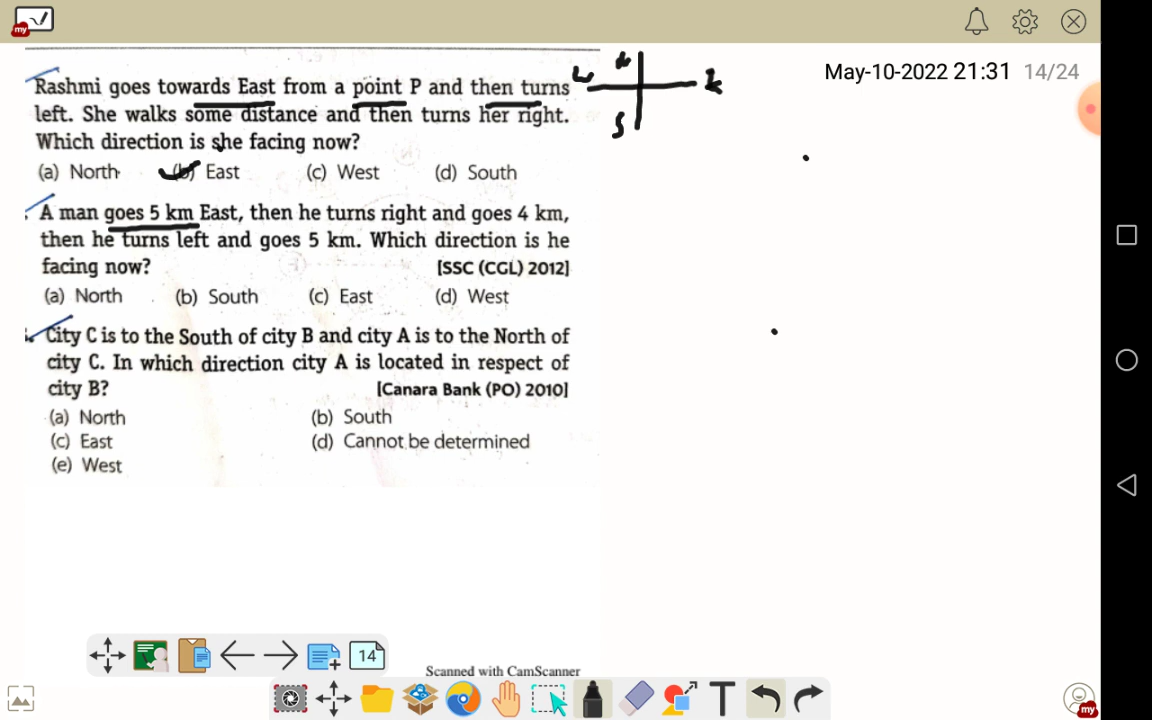 May-10-2022 21:31 14/24
Rashmi goes towards East from a point P and then turns
left. She walks some distance and then turns her right.
Which direction is she facing now?
(a) North (b) East (c) West (d) South
A man goes 5 km East, then he turns right and goes 4 km,
then he turns left and goes 5 km. Which direction is he
facing now? [SSC (CGL) 2012]
(a) North (b) South (c) East (d) West
City C is to the South of city B and city A is to the North of
city C. In which direction city A is located in respect of
city B? [Canara Bank (PO) 2010]
(a) North (b) South
(c) East (d) Cannot be determined
(e) West
N
W E
S
14
Scanned with CamScanner
T
my
my